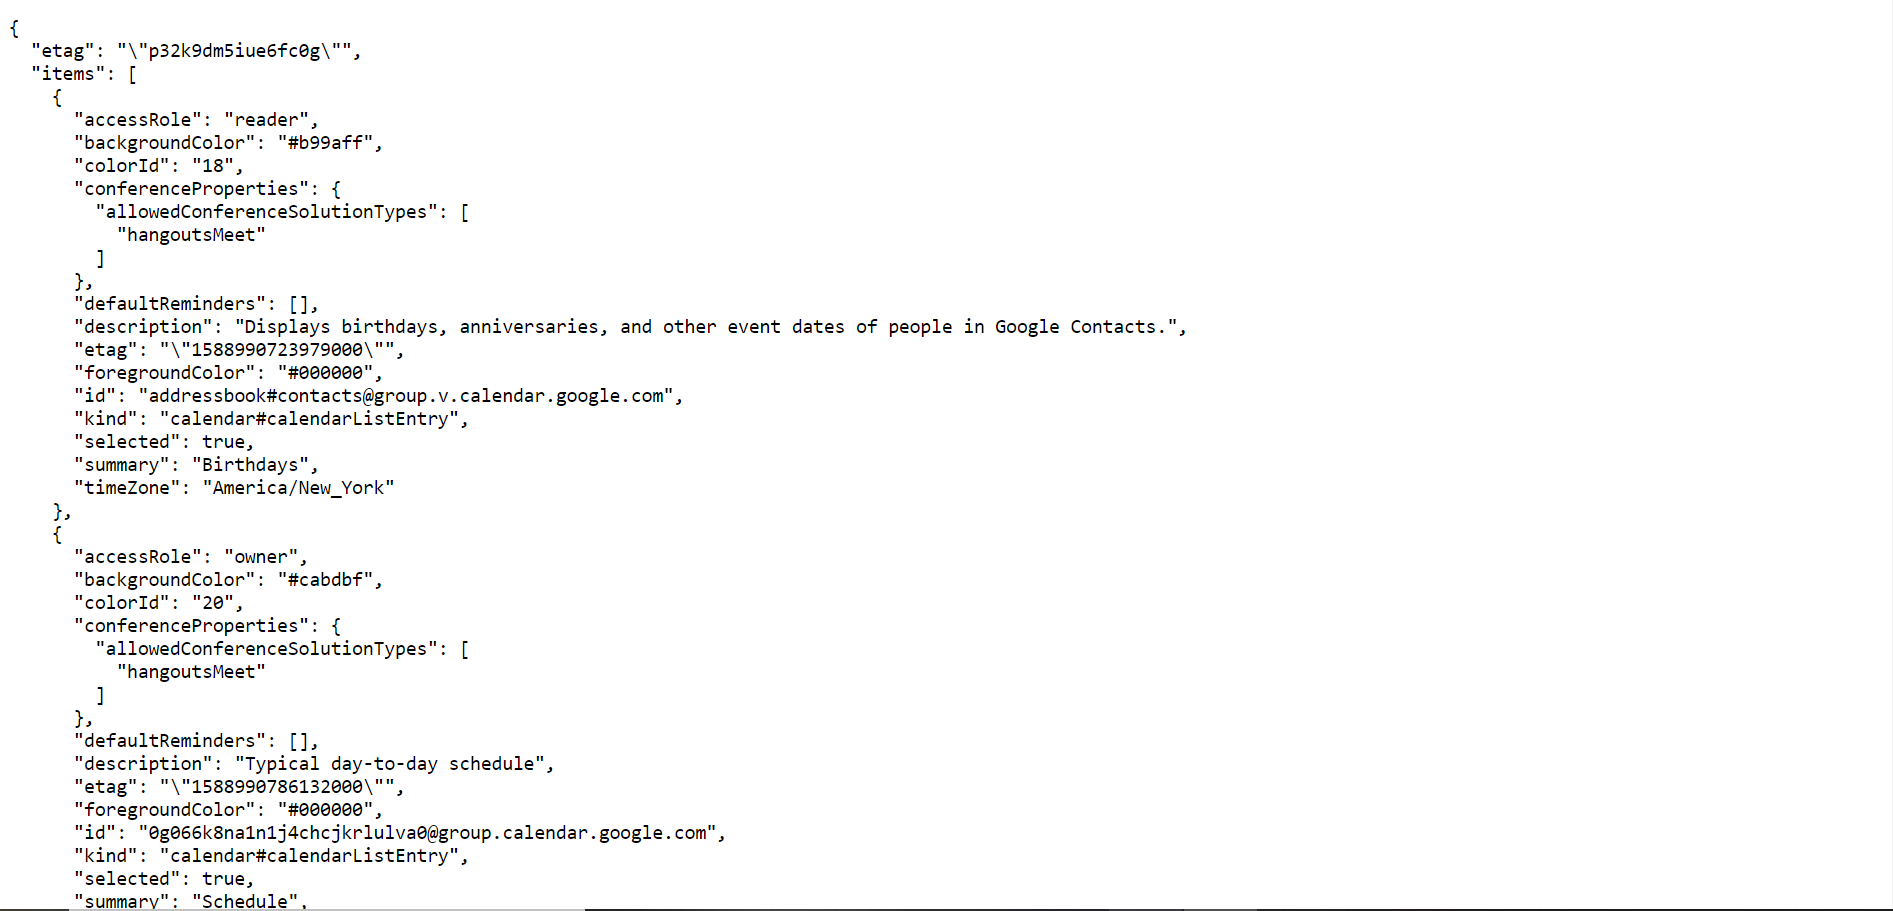 {
  "etag": "\"p32k9dm5iue6fc0g\"",
  "items": [
    {
      "accessRole": "reader",
      "backgroundColor": "#b99aff",
      "colorId": "18",
      "conferenceProperties": {
        "allowedConferenceSolutionTypes": [
          "hangoutsMeet"
        ]
      },
      "defaultReminders": [],
      "description": "Displays birthdays, anniversaries, and other event dates of people in Google Contacts.",
      "etag": "\"1588990723979000\"",
      "foregroundColor": "#000000",
      "id": "addressbook#contacts@group.v.calendar.google.com",
      "kind": "calendar#calendarListEntry",
      "selected": true,
      "summary": "Birthdays",
      "timeZone": "America/New_York"
    },
    {
      "accessRole": "owner",
      "backgroundColor": "#cabdbf",
      "colorId": "20",
      "conferenceProperties": {
        "allowedConferenceSolutionTypes": [
          "hangoutsMeet"
        ]
      },
      "defaultReminders": [],
      "description": "Typical day-to-day schedule",
      "etag": "\"1588990786132000\"",
      "foregroundColor": "#000000",
      "id": "0g066k8na1n1j4chcjkrlulva0@group.calendar.google.com",
      "kind": "calendar#calendarListEntry",
      "selected": true,
      "summary": "Schedule",